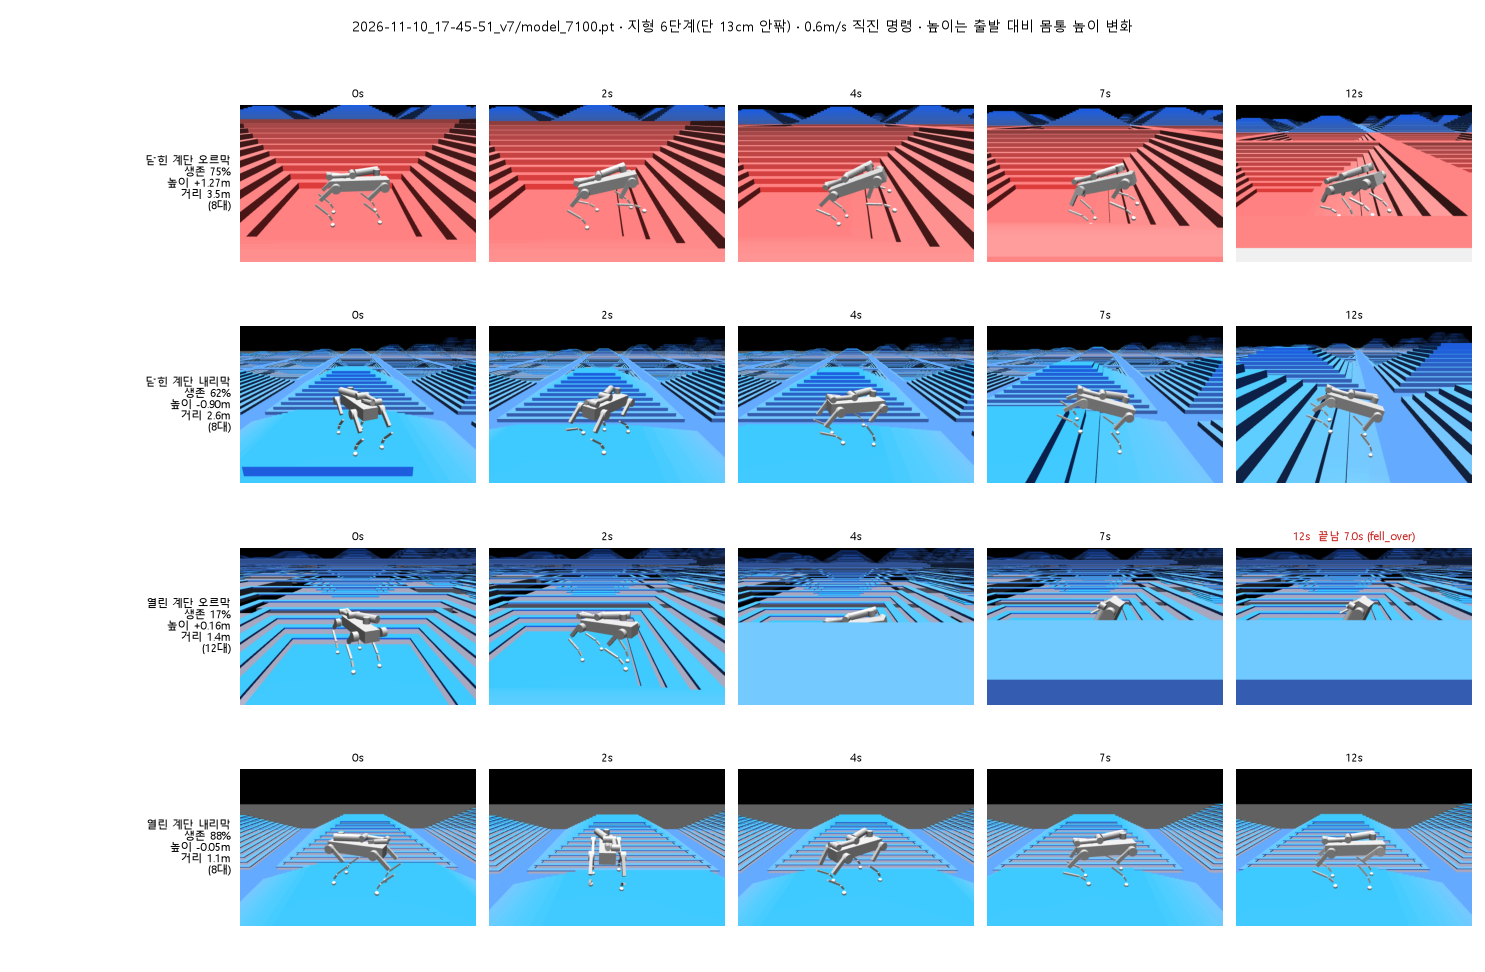 2026-11-10_17-45-51_v7/model_7100.pt · 지형 6단계(단 13cm 안팎) · 0.6m/s 직진 명령 · 높이는 출발 대비 몸통 높이 변화
0s 2s 4s 7s 12s
닫힌 계단 오르막
생존 75%
높이 +1.27m
거리 3.5m
(8대)
0s 2s 4s 7s 12s
닫힌 계단 내리막
생존 62%
높이 -0.90m
거리 2.6m
(8대)
0s 2s 4s 7s 12s 끝남 7.0s (fell_over)
열린 계단 오르막
생존 17%
높이 +0.16m
거리 1.4m
(12대)
0s 2s 4s 7s 12s
열린 계단 내리막
생존 88%
높이 -0.05m
거리 1.1m
(8대)